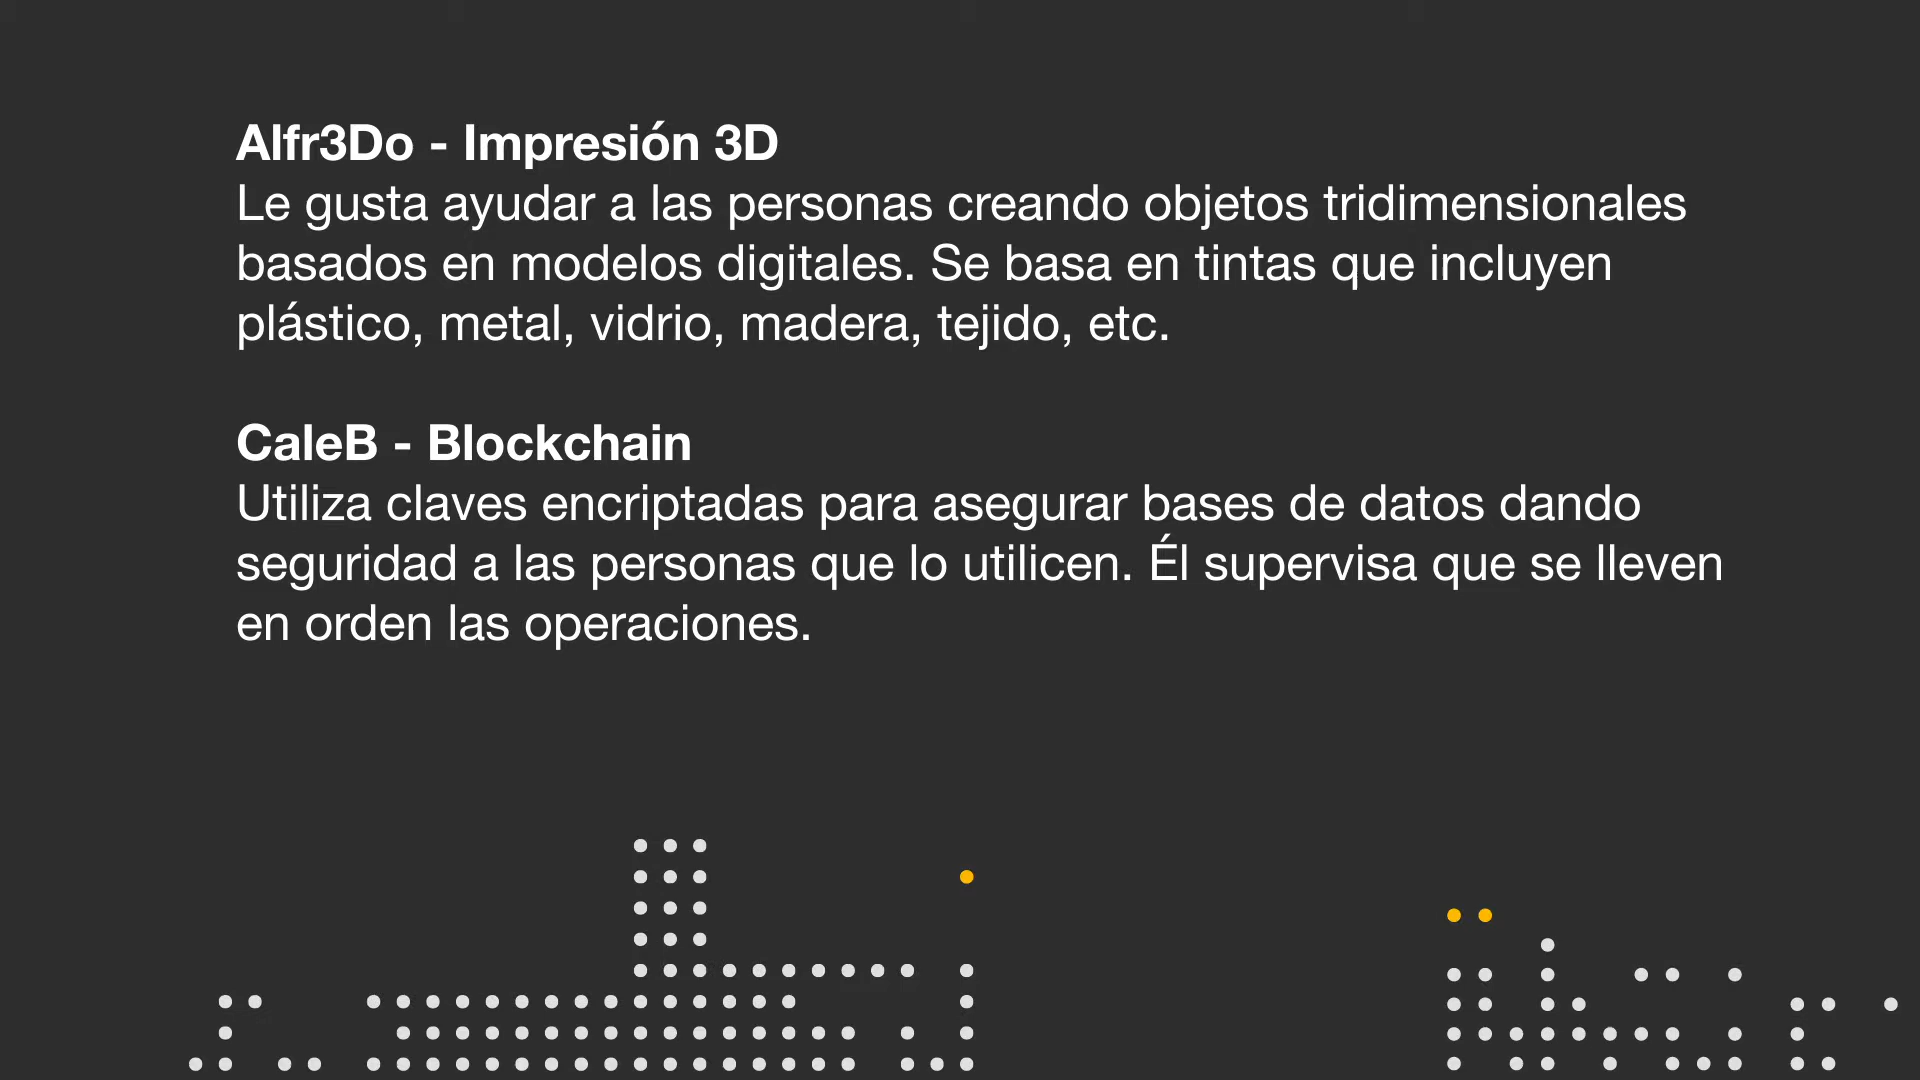 Alfr3Do - Impresión 3D
Le gusta ayudar a las personas creando objetos tridimensionales
basados en modelos digitales. Se basa en tintas que incluyen
plástico, metal, vidrio, madera, tejido, etc.
CaleB - Blockchain
Utiliza claves encriptadas para asegurar bases de datos dando
seguridad a las personas que lo utilicen. Él supervisa que se lleven
en orden las operaciones.